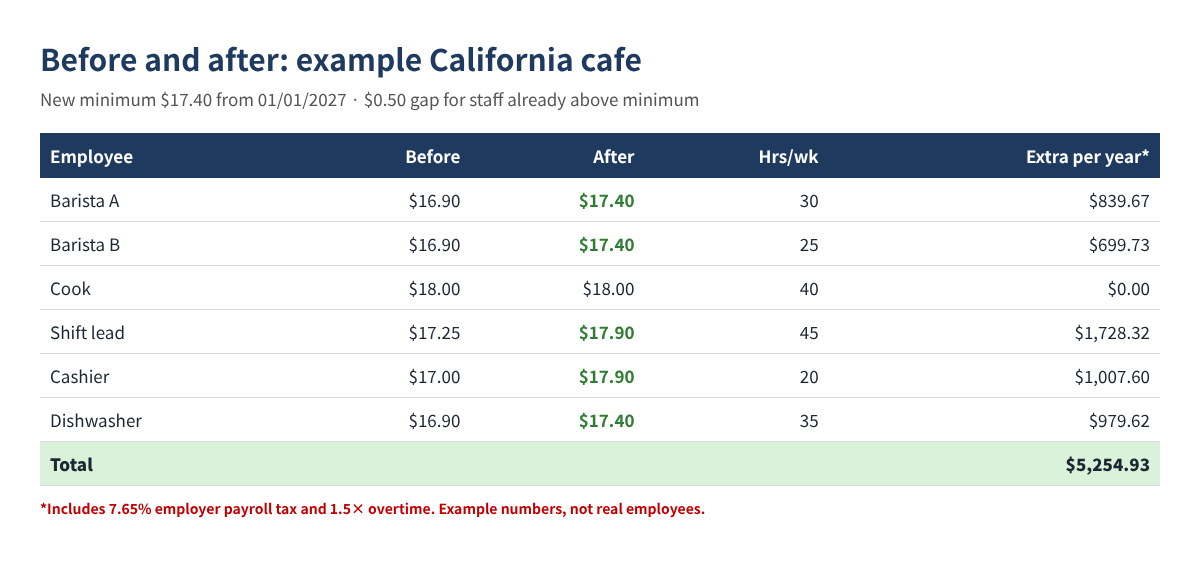 Before and after: example California cafe
New minimum $17.40 from 01/01/2027 · $0.50 gap for staff already above minimum
Employee Before After Hrs/wk Extra per year*
Barista A $16.90 $17.40 30 $839.67
Barista B $16.90 $17.40 25 $699.73
Cook $18.00 $18.00 40 $0.00
Shift lead $17.25 $17.90 45 $1,728.32
Cashier $17.00 $17.90 20 $1,007.60
Dishwasher $16.90 $17.40 35 $979.62
Total $5,254.93
*Includes 7.65% employer payroll tax and 1.5× overtime. Example numbers, not real employees.